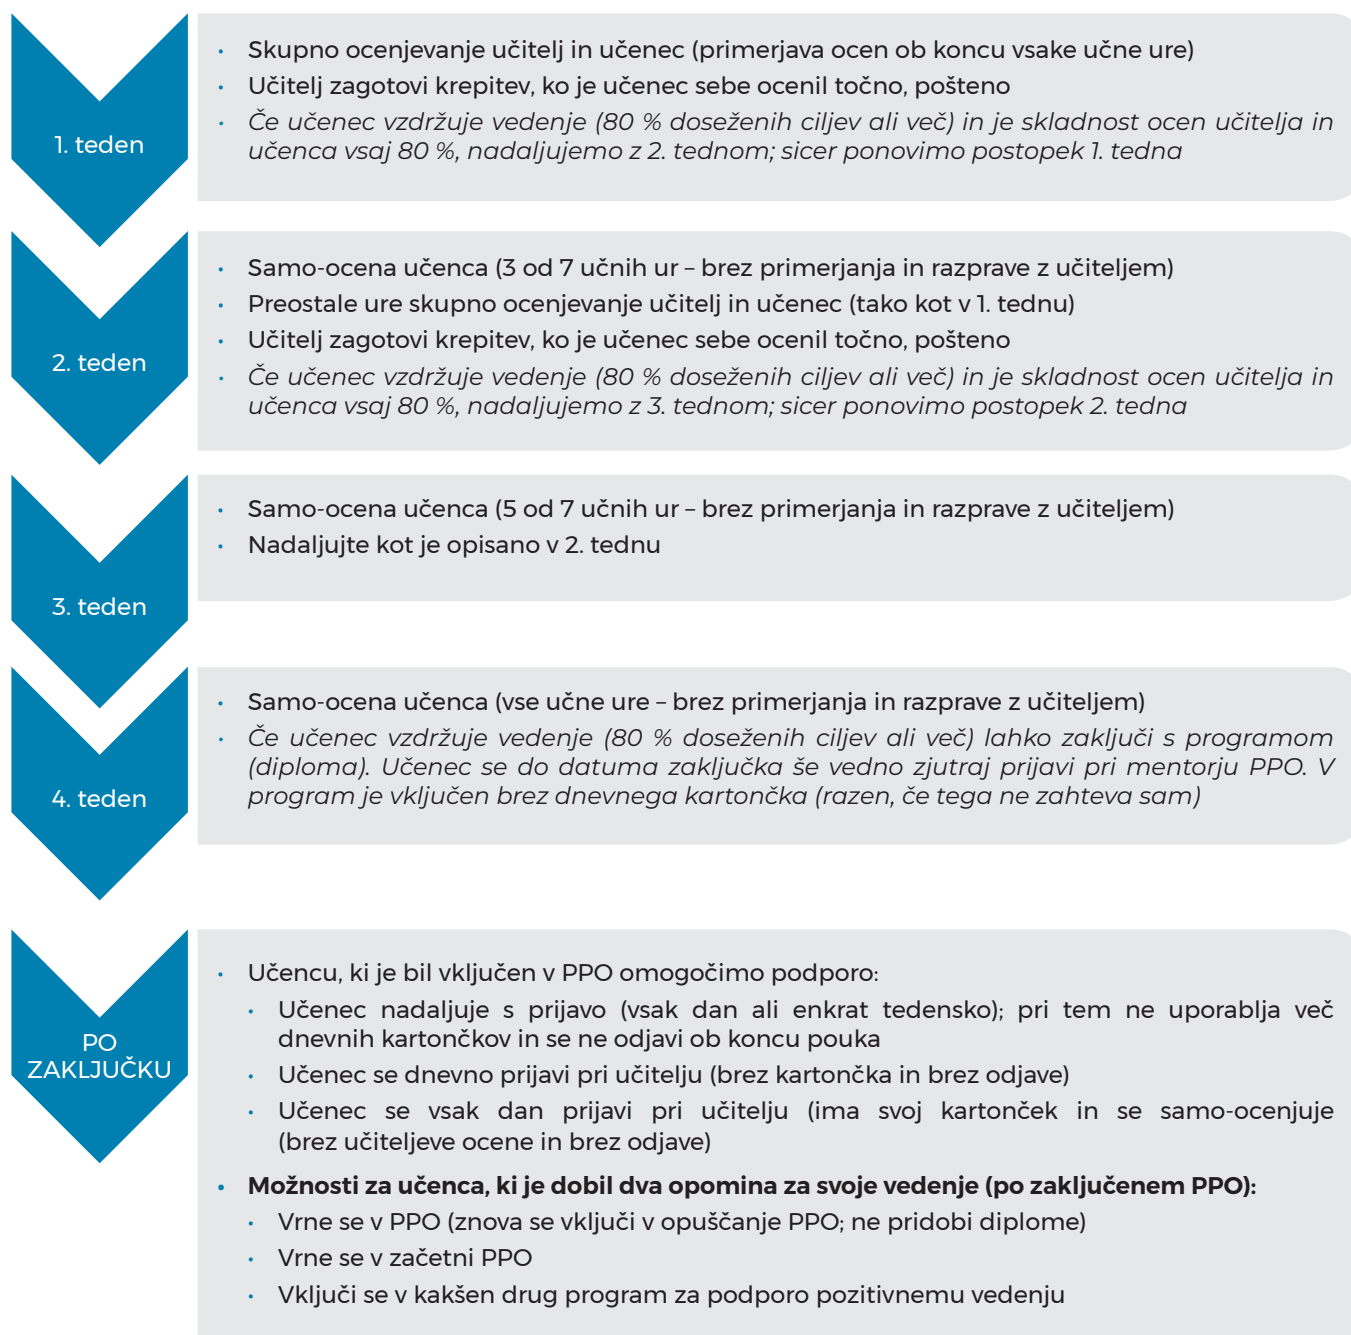 1. teden
• Skupno ocenjevanje učitelj in učenec (primerjava ocen ob koncu vsake učne ure)
• Učitelj zagotovi krepitev, ko je učenec sebe ocenil točno, pošteno
• Če učenec vzdržuje vedenje (80 % doseženih ciljev ali več) in je skladnost ocen učitelja in
učenca vsaj 80 %, nadaljujemo z 2. tednom; sicer ponovimo postopek 1. tedna
2. teden
• Samo-ocena učenca (3 od 7 učnih ur – brez primerjanja in razprave z učiteljem)
• Preostale ure skupno ocenjevanje učitelj in učenec (tako kot v 1. tednu)
• Učitelj zagotovi krepitev, ko je učenec sebe ocenil točno, pošteno
• Če učenec vzdržuje vedenje (80 % doseženih ciljev ali več) in je skladnost ocen učitelja in
učenca vsaj 80 %, nadaljujemo z 3. tednom; sicer ponovimo postopek 2. tedna
3. teden
• Samo-ocena učenca (5 od 7 učnih ur – brez primerjanja in razprave z učiteljem)
• Nadaljujte kot je opisano v 2. tednu
4. teden
• Samo-ocena učenca (vse učne ure – brez primerjanja in razprave z učiteljem)
• Če učenec vzdržuje vedenje (80 % doseženih ciljev ali več) lahko zaključi s programom
(diploma). Učenec se do datuma zaključka še vedno zjutraj prijavi pri mentorju PPO. V
program je vključen brez dnevnega kartončka (razen, če tega ne zahteva sam)
PO
ZAKLJUČKU
• Učencu, ki je bil vključen v PPO omogočimo podporo:
• Učenec nadaljuje s prijavo (vsak dan ali enkrat tedensko); pri tem ne uporablja več
dnevnih kartončkov in se ne odjavi ob koncu pouka
• Učenec se dnevno prijavi pri učitelju (brez kartončka in brez odjave)
• Učenec se vsak dan prijavi pri učitelju (ima svoj kartonček in se samo-ocenjuje
(brez učiteljeve ocene in brez odjave)
• Možnosti za učenca, ki je dobil dva opomina za svoje vedenje (po zaključenem PPO):
• Vrne se v PPO (znova se vključi v opuščanje PPO; ne pridobi diplome)
• Vrne se v začetni PPO
• Vključi se v kakšen drug program za podporo pozitivnemu vedenju